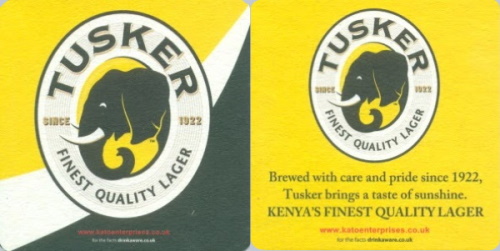 TUSKER
SINCE 1922
FINEST QUALITY LAGER
www.katoenterprises.co.uk
for the facts drinkaware.co.uk
TUSKER
SINCE 1922
FINEST QUALITY LAGER
Brewed with care and pride since 1922,
Tusker brings a taste of sunshine.
KENYA'S FINEST QUALITY LAGER
www.katoenterprises.co.uk
for the facts drinkaware.co.uk